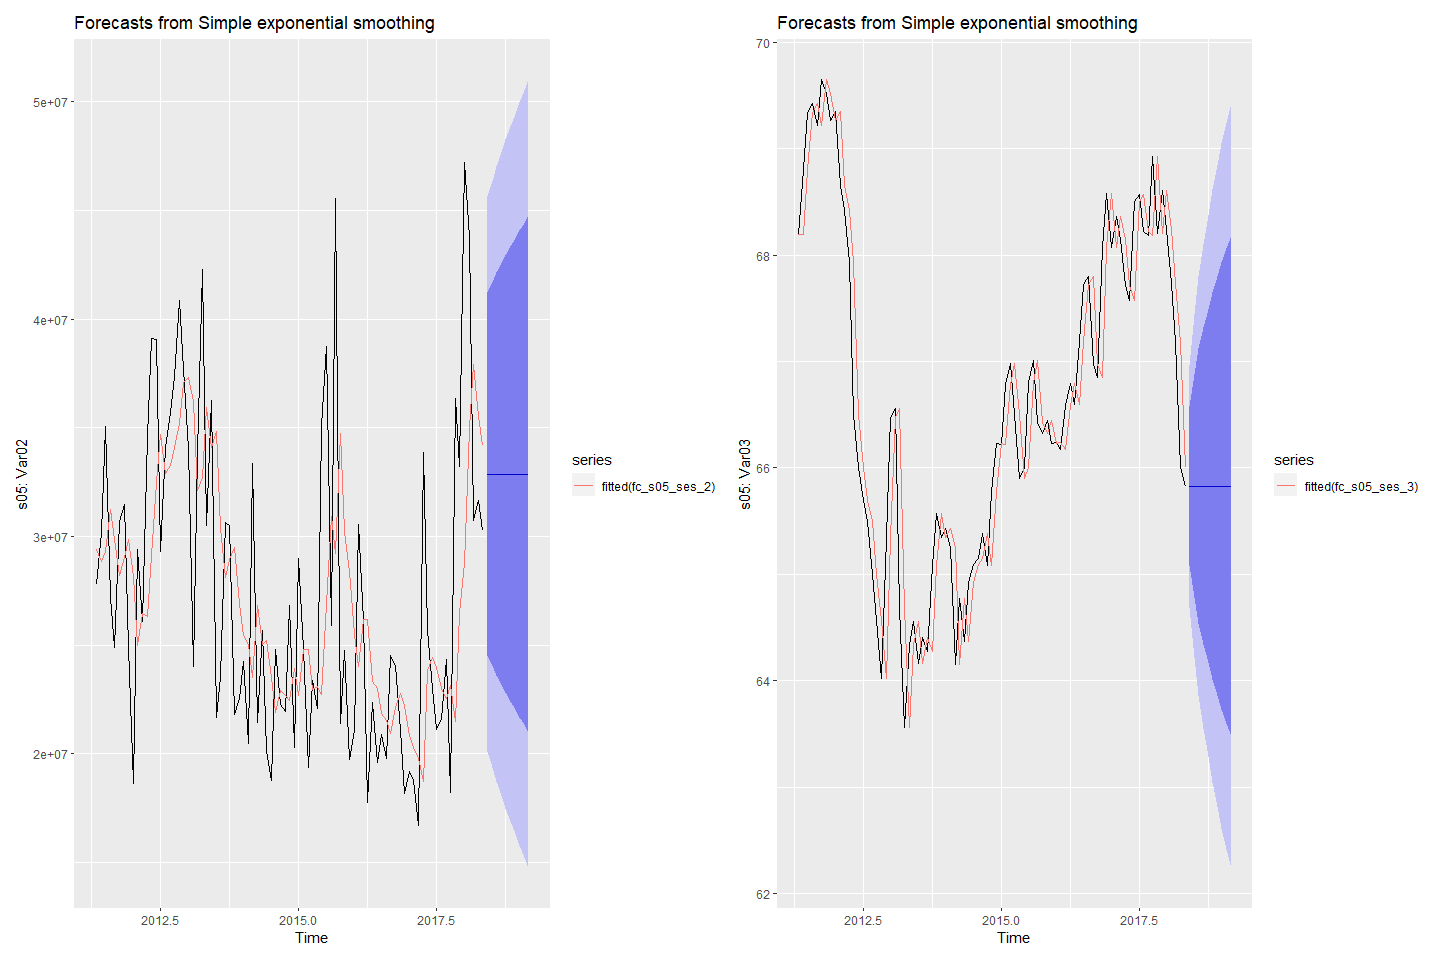 Forecasts from Simple exponential smoothing
5e+07
4e+07
3e+07
2e+07
s05: Var02
2012.5
2015.0
2017.5
Time
series
fitted(fc_s05_ses_2)
Forecasts from Simple exponential smoothing
70
68
66
64
62
s05: Var03
2012.5
2015.0
2017.5
Time
series
fitted(fc_s05_ses_3)